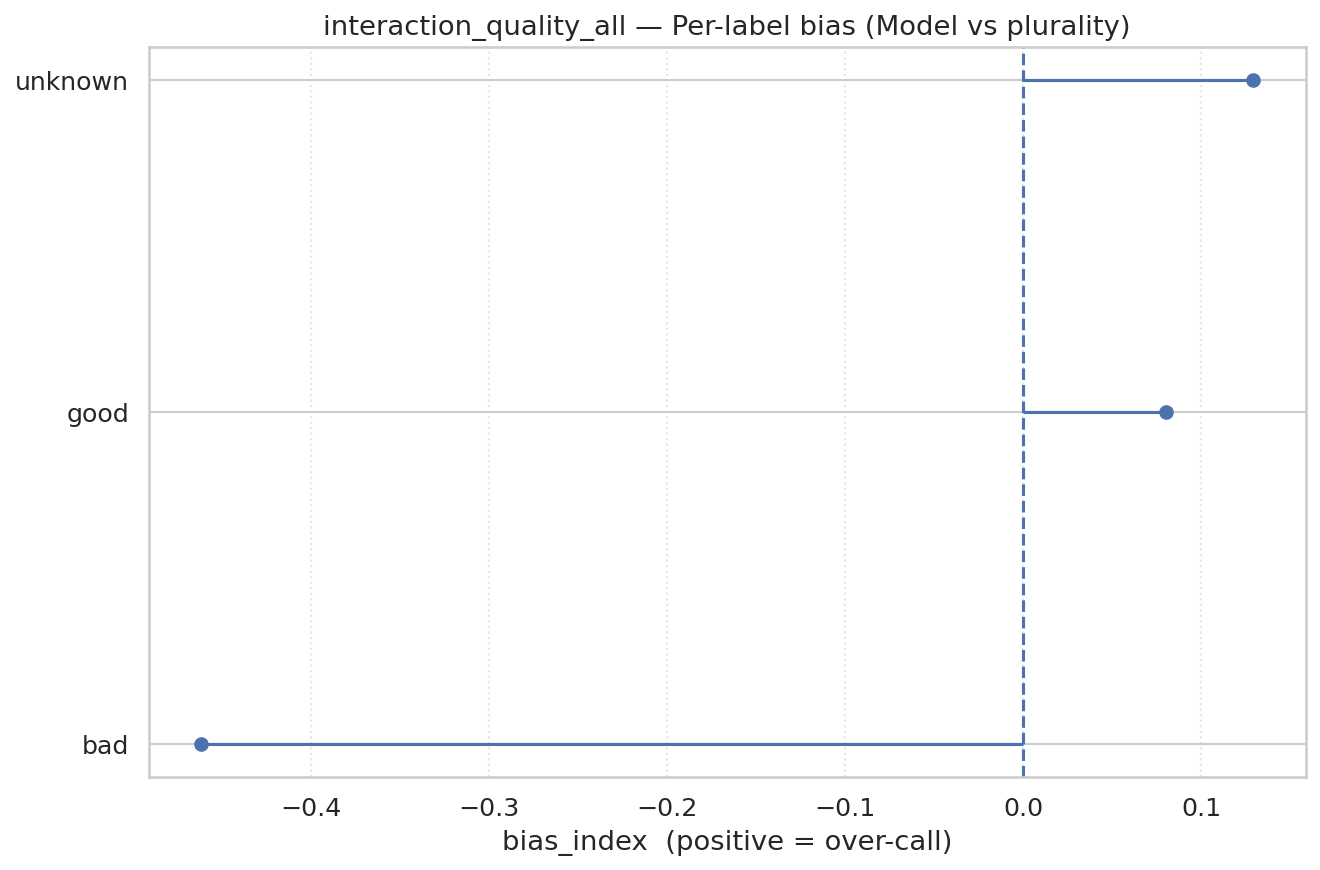 interaction_quality_all — Per-label bias (Model vs plurality)
unknown
good
bad
−0.4 −0.3 −0.2 −0.1 0.0 0.1
bias_index  (positive = over-call)